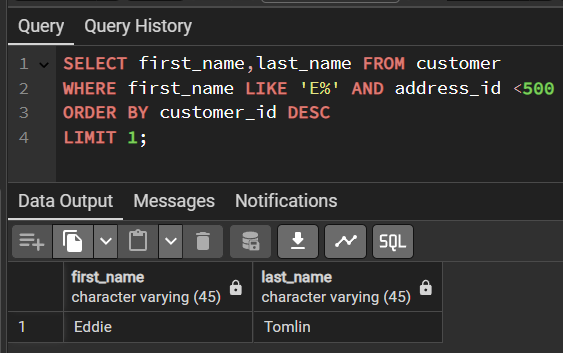 Query Query History
1 SELECT first_name,last_name FROM customer
2 WHERE first_name LIKE 'E%' AND address_id <500
3 ORDER BY customer_id DESC
4 LIMIT 1;
Data Output Messages Notifications
SQL
first_name last_name
character varying (45) character varying (45)
1 Eddie Tomlin